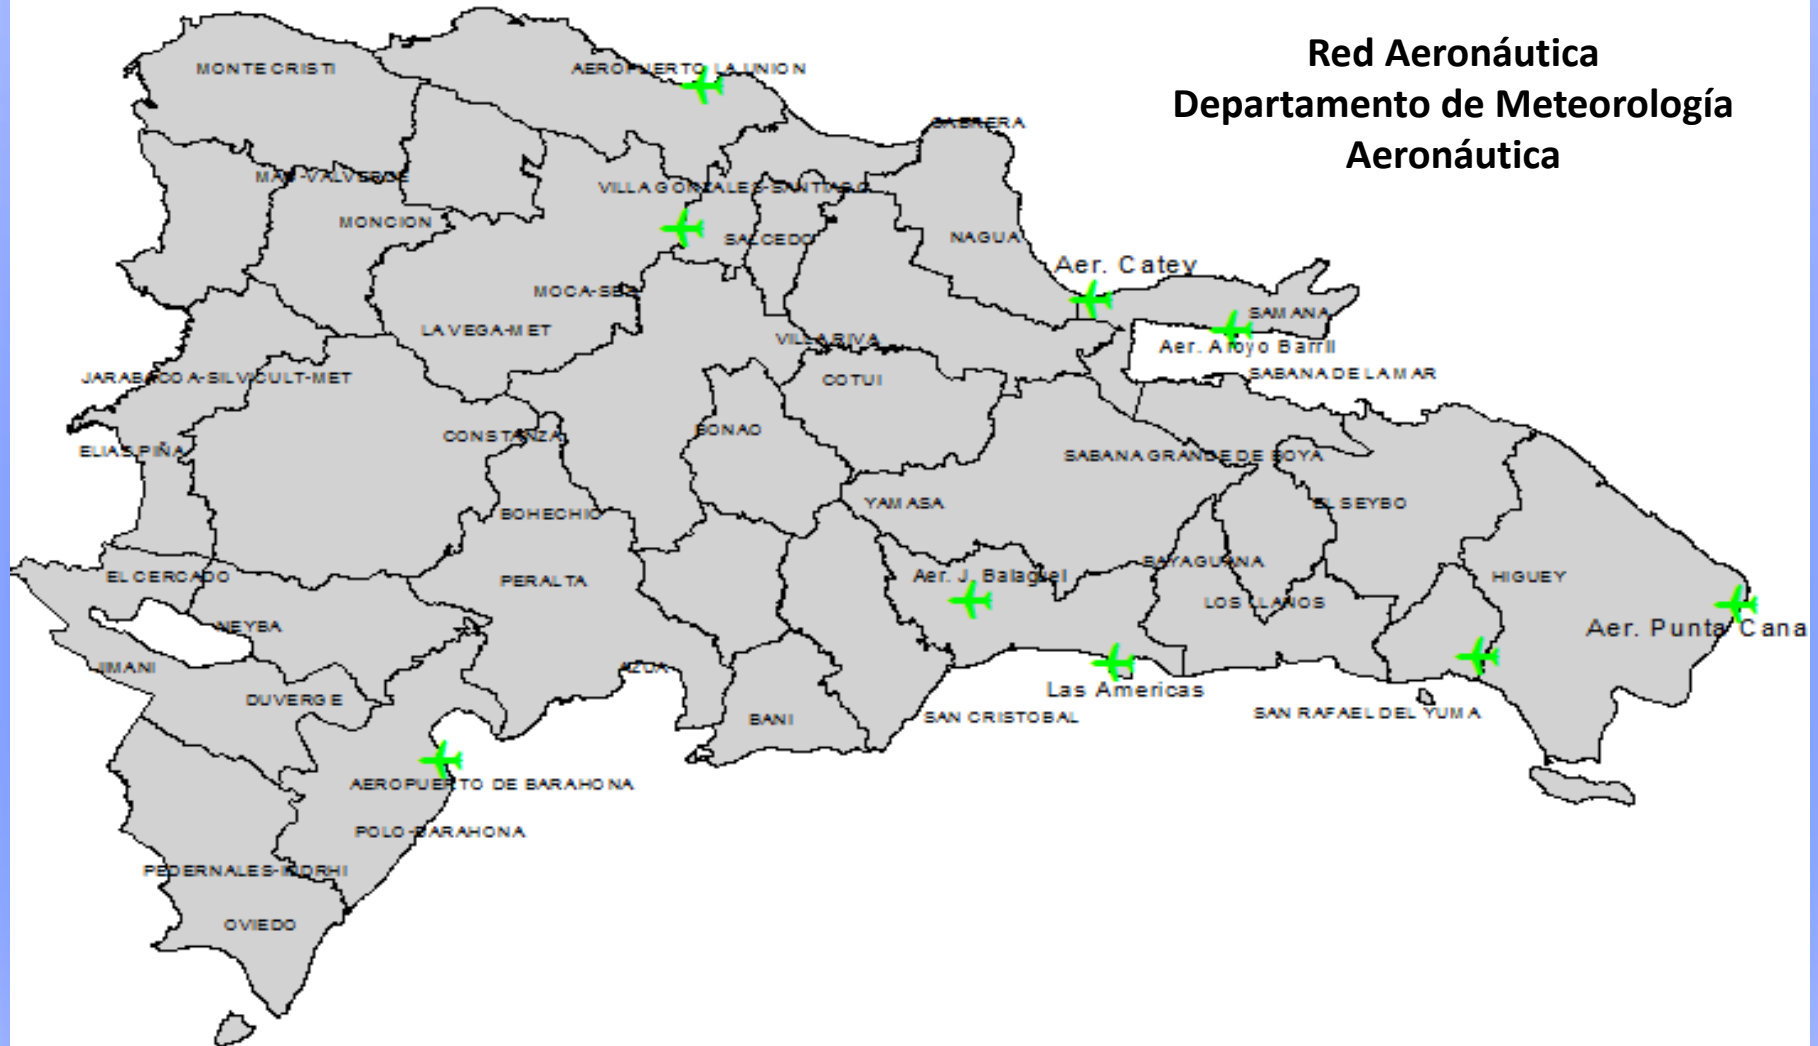 Red Aeronáutica
Departamento de Meteorología
Aeronáutica
MONTE CRISTI
AEROPUERTO LA UNION
CABRERA
MAO-VALVERDE
VILLA GONZALES-SANTIAGO
MONCION
SALCEDO
NAGUA
Aer. Catey
MOCA-SEA
SAMANA
LA VEGA-MET
VILLA RIVA
Aer. Aroyo Barril
JARABACOA-SILVICULT-MET
COTUI
SABANA DE LA MAR
CONSTANZA
BONAO
ELIAS PIÑA
SABANA GRANDE DE BOYA
YAMASA
EL SEYBO
BOHECHIO
BAYAGUANA
EL CERCADO
PERALTA
Aer. J. Balaguel
HIGUEY
LOS LLANOS
NEYBA
Aer. Punta Cana
JIMANI
AZUA
Las Americas
DUVERGE
BANI
SAN CRISTOBAL
SAN RAFAEL DEL YUMA
AEROPUERTO DE BARAHONA
POLO-BARAHONA
PEDERNALES-INDRHI
OVIEDO